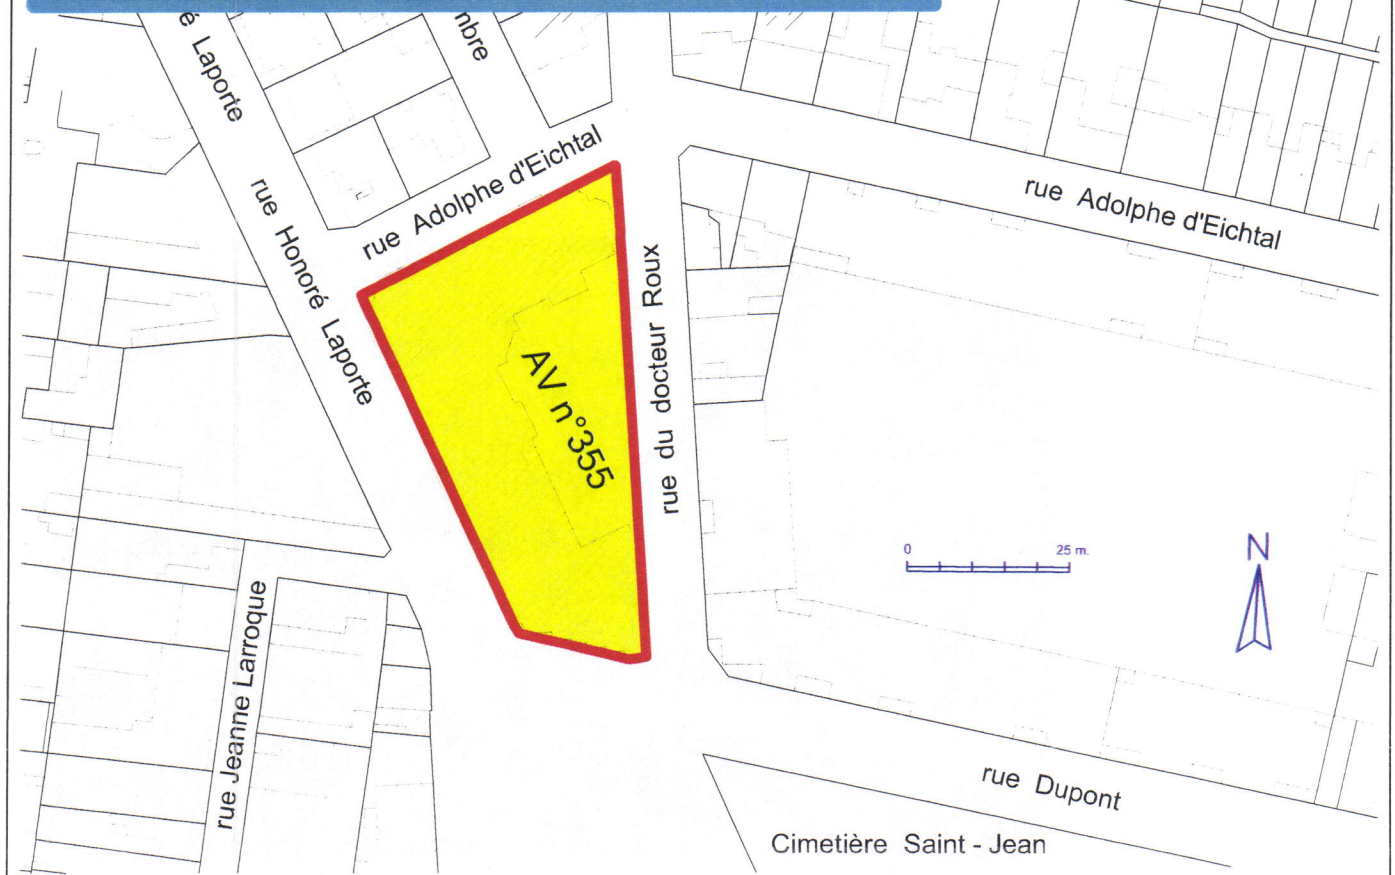 Laporte
rue Adolphe d'Eichtal
rue Adolphe d'Eichtal
rue Honoré Laporte
rue du docteur Roux
AV n°355
0 25 m.
N
rue Jeanne Larroque
rue Dupont
Cimetière Saint - Jean